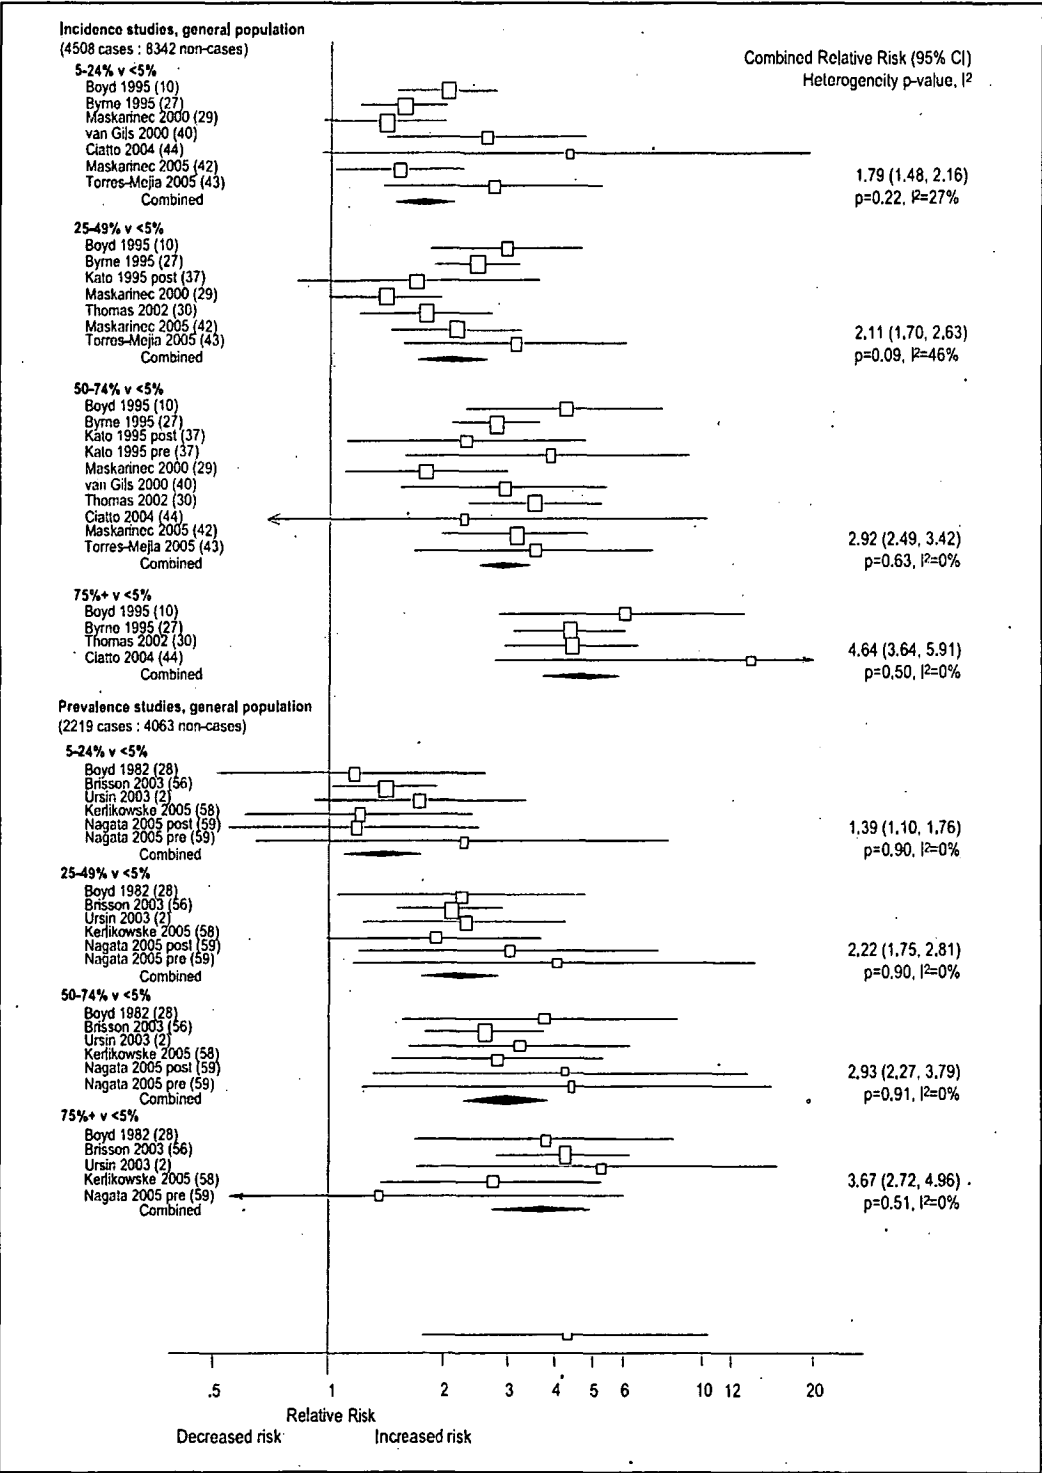 Incidence studies, general population
(4508 cases : 8342 non-cases)
Combined Relative Risk (95% CI)
Heterogencity p-value, I²
5-24% v <5%
Boyd 1995 (10)
Byrne 1995 (27)
Maskarinec 2000 (29)
van Gils 2000 (40)
Ciatto 2004 (44)
Maskarinec 2005 (42)
Torres-Mejia 2005 (43)
Combined
1.79 (1.48, 2.16)
p=0.22, I²=27%
25-49% v <5%
Boyd 1995 (10)
Byrne 1995 (27)
Kato 1995 post (37)
Maskarinec 2000 (29)
Thomas 2002 (30)
Maskarinec 2005 (42)
Torres-Mejia 2005 (43)
Combined
2.11 (1.70, 2.63)
p=0.09, I²=46%
50-74% v <5%
Boyd 1995 (10)
Byrne 1995 (27)
Kato 1995 post (37)
Kato 1995 pre (37)
Maskarinec 2000 (29)
van Gils 2000 (40)
Thomas 2002 (30)
Ciatto 2004 (44)
Maskarinec 2005 (42)
Torres-Mejia 2005 (43)
Combined
2.92 (2.49, 3.42)
p=0.63, I²=0%
75%+ v <5%
Boyd 1995 (10)
Byrne 1995 (27)
Thomas 2002 (30)
Ciatto 2004 (44)
Combined
4.64 (3.64, 5.91)
p=0.50, I²=0%
Prevalence studies, general population
(2219 cases : 4063 non-cases)
5-24% v <5%
Boyd 1982 (28)
Brisson 2003 (56)
Ursin 2003 (2)
Kerlikowske 2005 (58)
Nagata 2005 post (59)
Nagata 2005 pre (59)
Combined
1.39 (1.10, 1.76)
p=0.90, I²=0%
25-49% v <5%
Boyd 1982 (28)
Brisson 2003 (56)
Ursin 2003 (2)
Kerlikowske 2005 (58)
Nagata 2005 post (59)
Nagata 2005 pre (59)
Combined
2.22 (1.75, 2.81)
p=0.90, I²=0%
50-74% v <5%
Boyd 1982 (28)
Brisson 2003 (56)
Ursin 2003 (2)
Kerlikowske 2005 (58)
Nagata 2005 post (59)
Nagata 2005 pre (59)
Combined
2.93 (2.27, 3.79)
p=0.91, I²=0%
75%+ v <5%
Boyd 1982 (28)
Brisson 2003 (56)
Ursin 2003 (2)
Kerlikowske 2005 (58)
Nagata 2005 pre (59)
Combined
3.67 (2.72, 4.96)
p=0.51, I²=0%
.5 1 2 3 4 5 6 10 12 20
Relative Risk
Decreased risk Increased risk